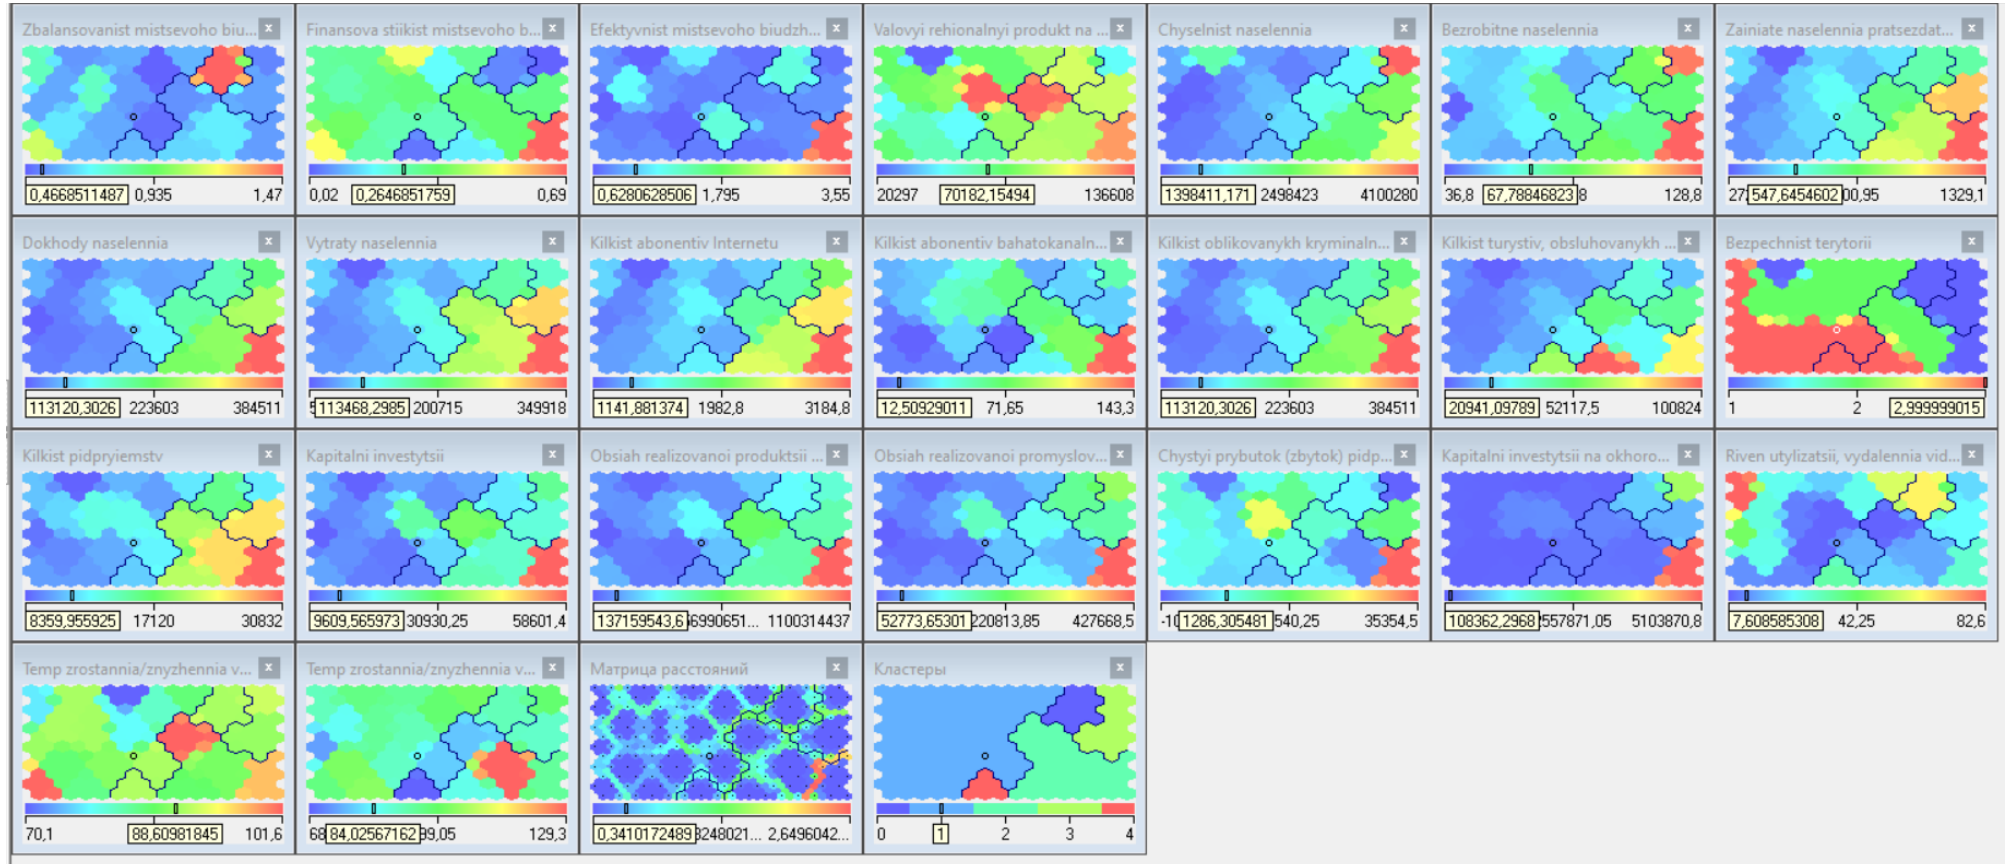 Zbalansovanist mistsevoho biu...
Finansova stiikist mistsevoho b...
Efektyvnist mistsevoho biudzh...
Valovyi rehionalnyi produkt na ...
Chyselnist naselennia
Bezrobitne naselennia
Zainiate naselennia pratsezdat...
0,4668511487 0,935 1,47
0,02 0,2646851759 0,69
0,6280628506 1,795 3,55
20297 70182,15494 136608
1398411,171 2498423 4100280
36,8 67,78846823 8 128,8
27 547,6454602 00,95 1329,1
Dokhody naselennia
Vytraty naselennia
Kilkist abonentiv Internetu
Kilkist abonentiv bahatokanaln...
Kilkist oblikovanykh kryminaln...
Kilkist turystiv, obsluhovanykh ...
Bezpechnist terytorii
113120,3026 223603 384511
113468,2985 200715 349918
1141,881374 1982,8 3184,8
12,50929011 71,65 143,3
113120,3026 223603 384511
20941,09789 52117,5 100824
1 2 2,999999015
Kilkist pidpryiemstv
Kapitalni investytsii
Obsiah realizovanoi produktsii ...
Obsiah realizovanoi promyslov...
Chystyi prybutok (zbytok) pidp...
Kapitalni investytsii na okhoro...
Riven utylizatsii, vydalennia vid...
8359,955925 17120 30832
9609,565973 30930,25 58601,4
137159543,6 6990651... 1100314437
52773,65301 220813,85 427668,5
-10 1286,305481 540,25 35354,5
108362,2968 557871,05 5103870,8
7,608585308 42,25 82,6
Temp zrostannia/znyzhennia v...
Temp zrostannia/znyzhennia v...
Матрица расстояний
Кластеры
70,1 88,60981845 101,6
68 84,02567162 99,05 129,3
0,3410172489 3248021... 2,6496042...
0 1 2 3 4